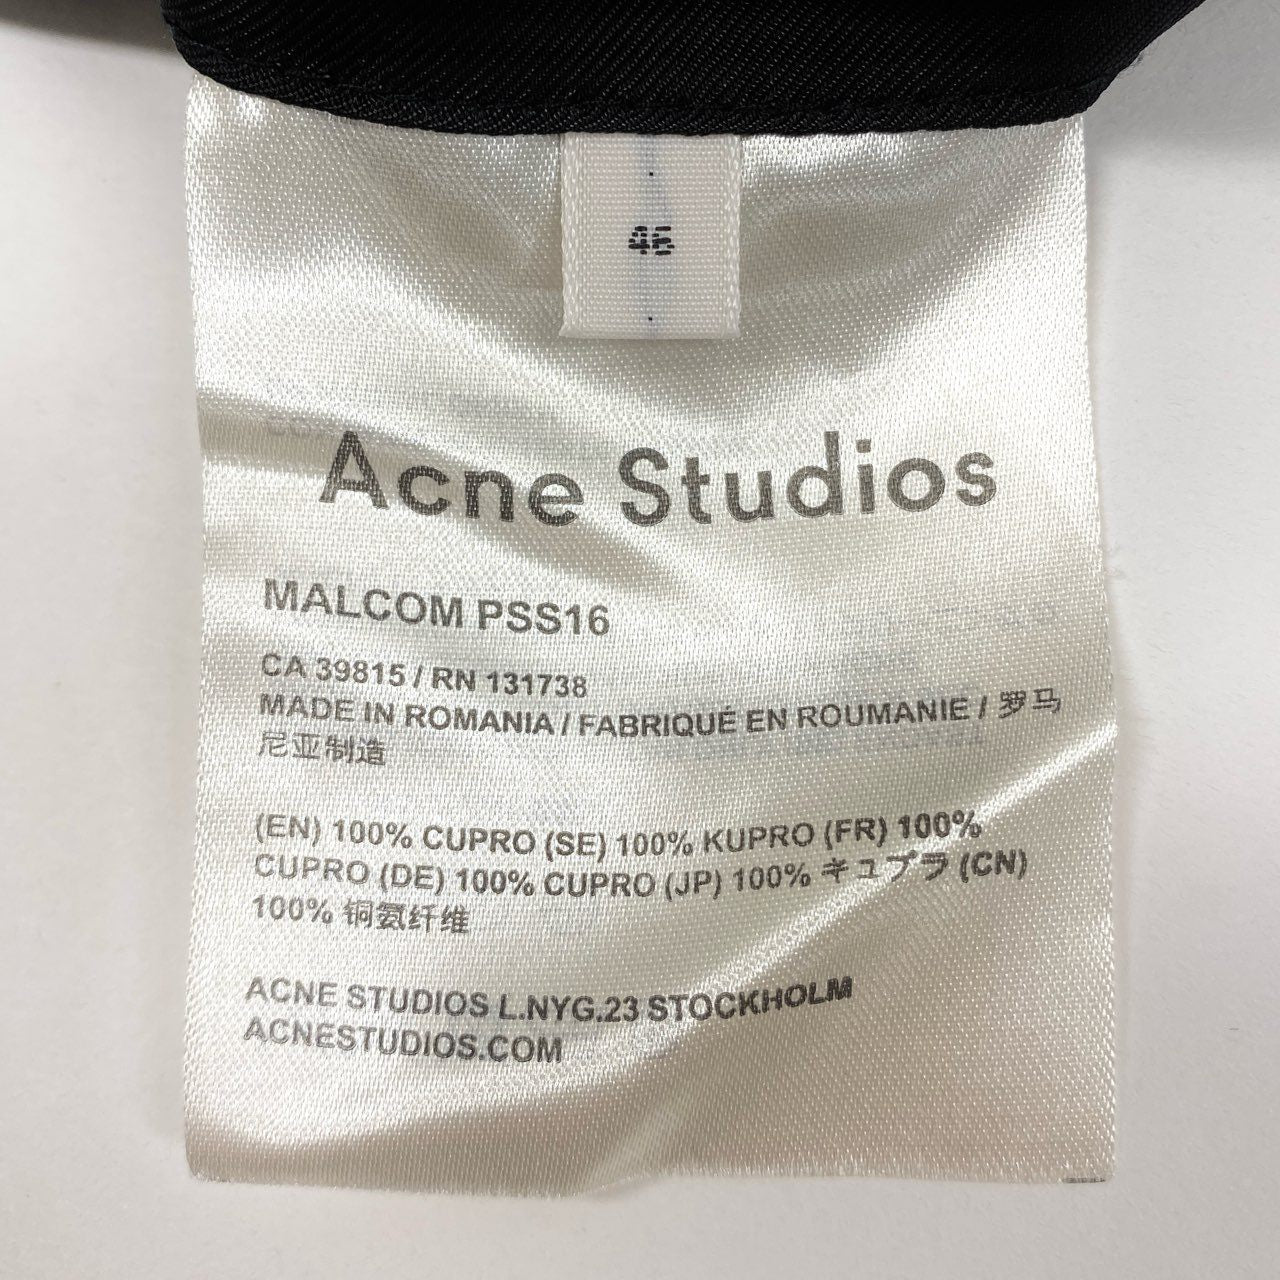 46
Acne Studios
MALCOM PSS16
CA 39815 / RN 131738
MADE IN ROMANIA / FABRIQUÉ EN ROUMANIE / 罗马
尼亚制造
(EN) 100% CUPRO (SE) 100% KUPRO (FR) 100%
CUPRO (DE) 100% CUPRO (JP) 100% キュプラ (CN)
100% 铜氨纤维
ACNE STUDIOS L.NYG.23 STOCKHOLM
ACNESTUDIOS.COM